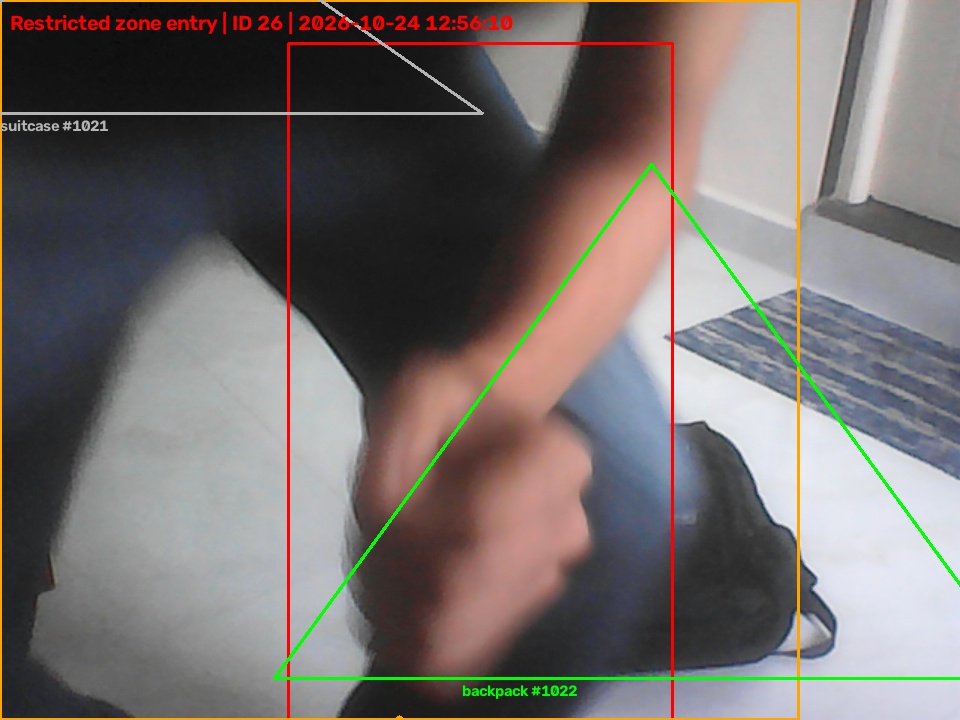 Restricted zone entry | ID 26 | 2026-10-24 12:56:10
suitcase #1021
backpack #1022